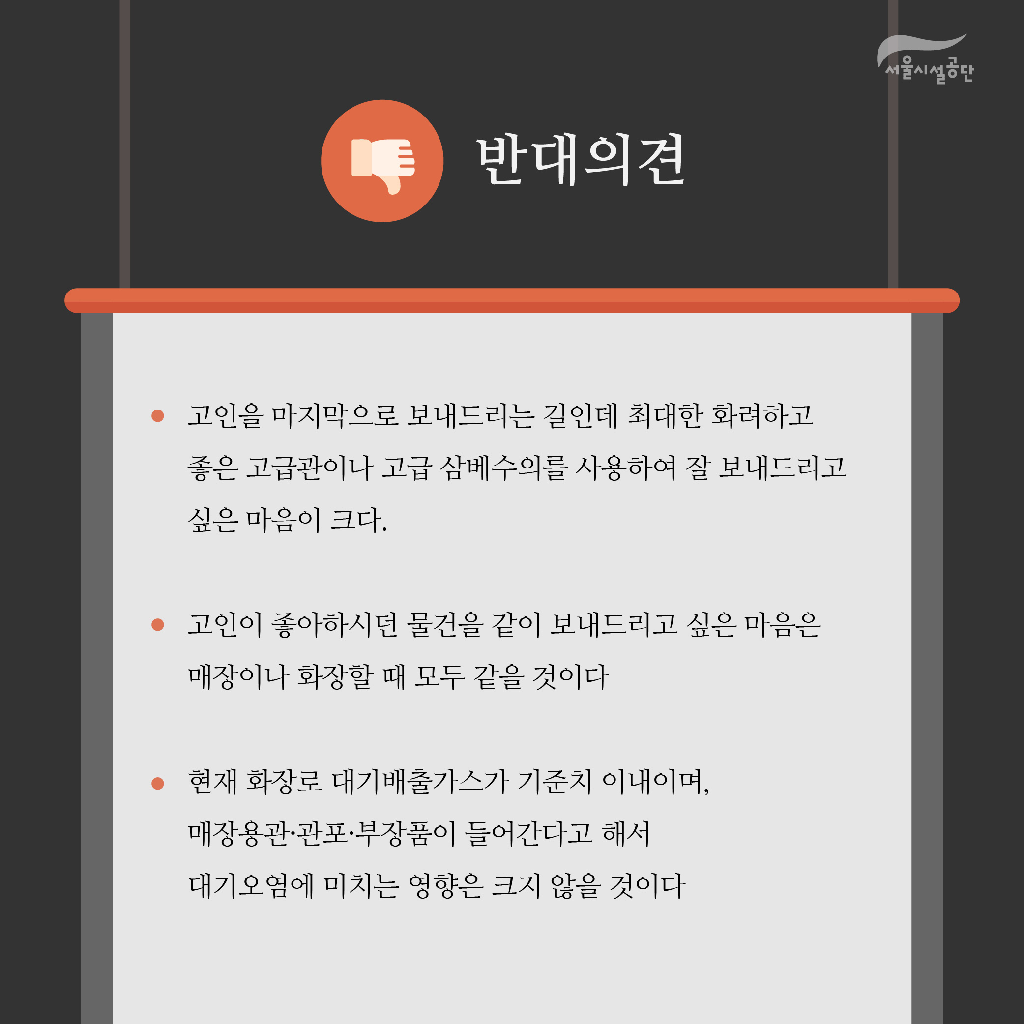 서울시설공단
반대의견
고인을 마지막으로 보내드리는 길인데 최대한 화려하고
좋은 고급관이나 고급 삼베수의를 사용하여 잘 보내드리고
싶은 마음이 크다.
고인이 좋아하시던 물건을 같이 보내드리고 싶은 마음은
매장이나 화장할 때 모두 같을 것이다
현재 화장로 대기배출가스가 기준치 이내이며,
매장용관·관포·부장품이 들어간다고 해서
대기오염에 미치는 영향은 크지 않을 것이다